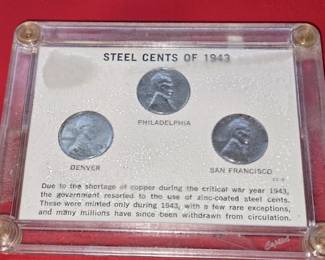 STEEL CENTS OF 1943
PHILADELPHIA
DENVER
SAN FRANCISCO
Due to the shortage of copper during the critical war year 1943,
the government resorted to the use of zinc-coated steel cents.
These were minted only during 1943, with a few rare exceptions,
and many millions have since been withdrawn from circulation.
Capital